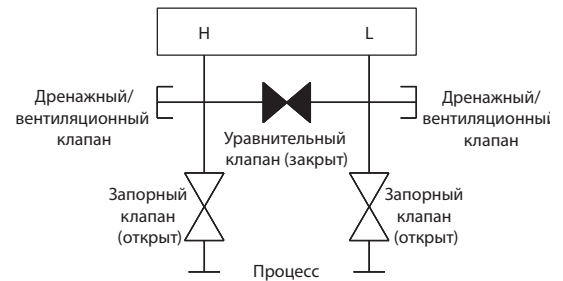 H
L
Дренажный/
вентиляционный
клапан
Дренажный/
вентиляционный
клапан
Уравнительный
клапан (закрыт)
Запорный
клапан
(открыт)
Запорный
клапан
(открыт)
Процесс